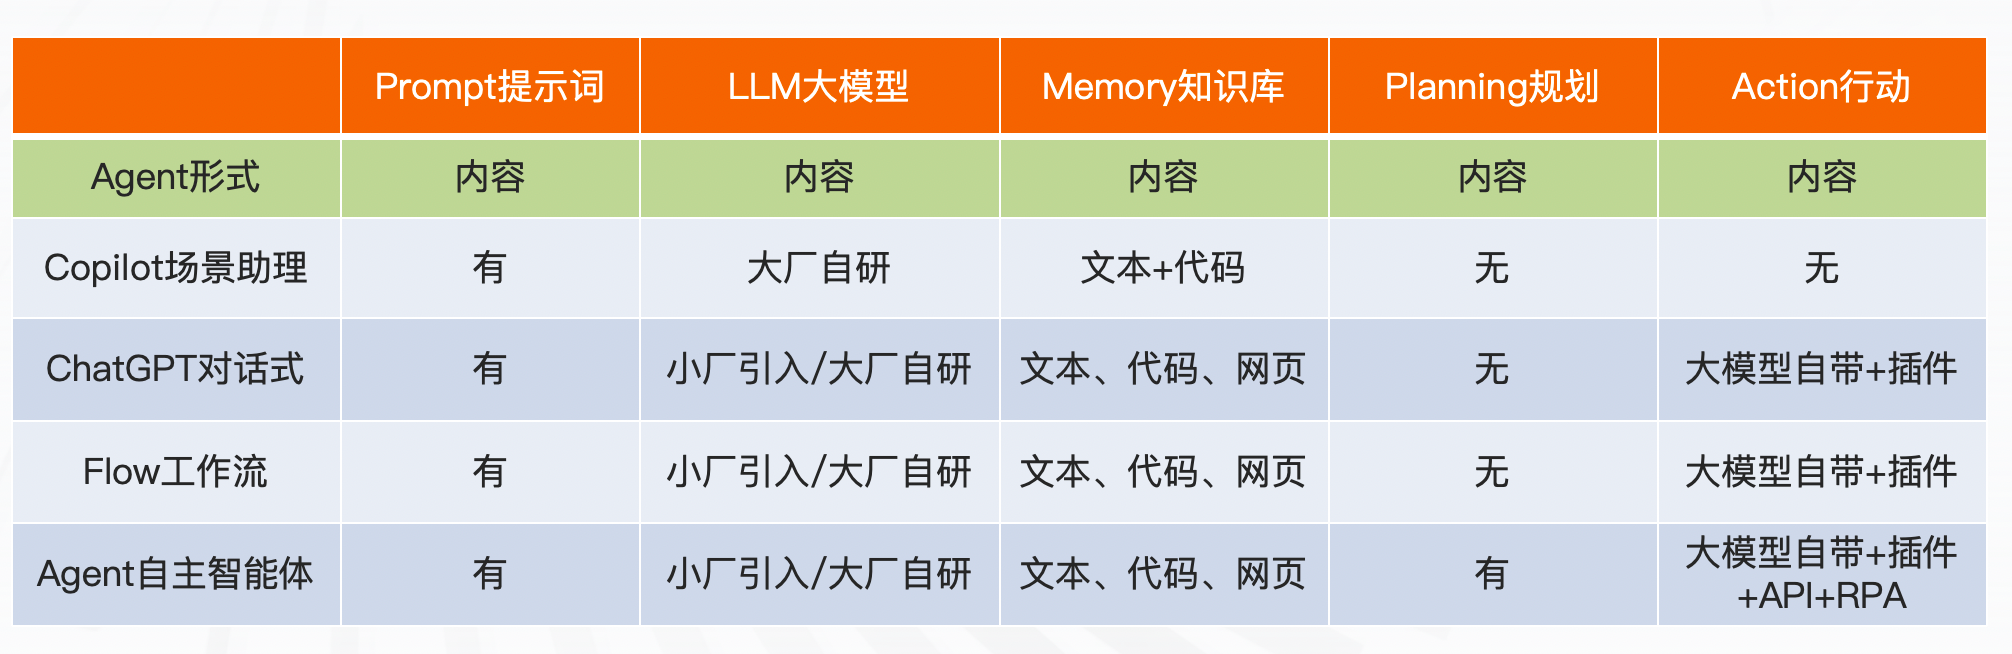 Prompt提示词 LLM大模型 Memory知识库 Planning规划 Action行动
Agent形式 内容 内容 内容 内容 内容
Copilot场景助理 有 大厂自研 文本+代码 无 无
ChatGPT对话式 有 小厂引入/大厂自研 文本、代码、网页 无 大模型自带+插件
Flow工作流 有 小厂引入/大厂自研 文本、代码、网页 无 大模型自带+插件
Agent自主智能体 有 小厂引入/大厂自研 文本、代码、网页 有 大模型自带+插件
+API+RPA